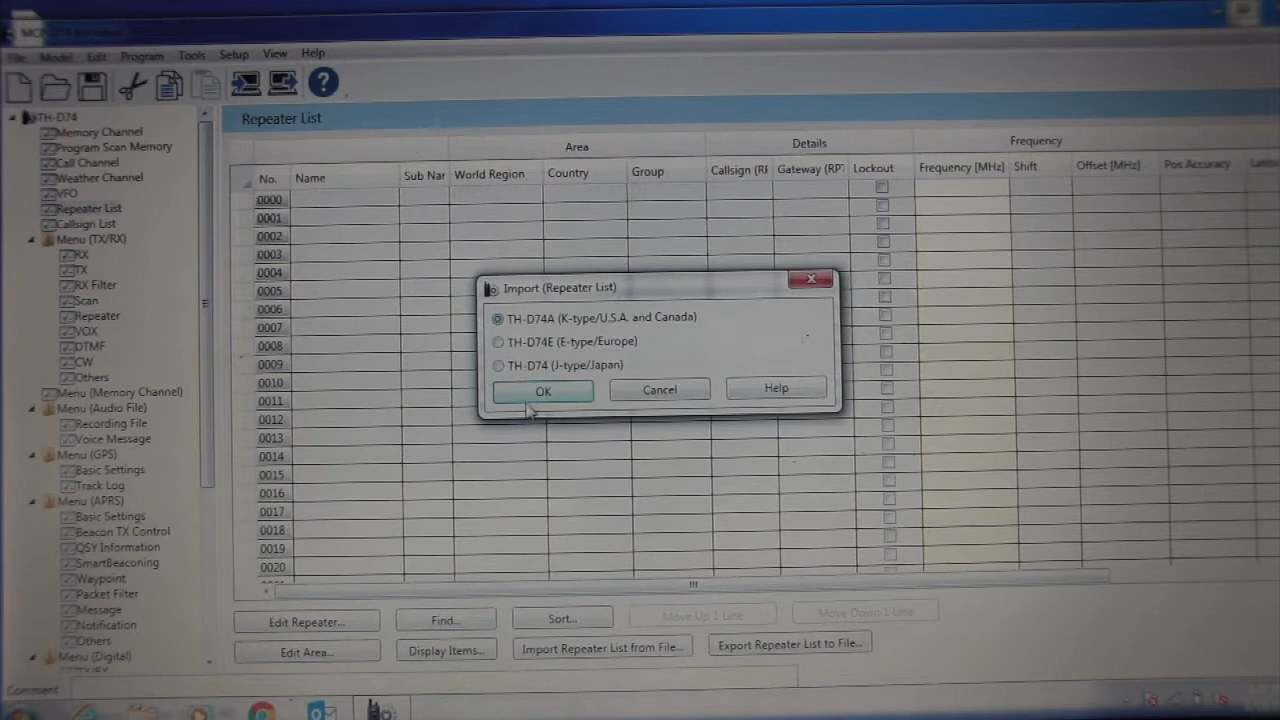 File Model Edit Program Tools Setup View Help
TH-D74
Memory Channel
Program Scan Memory
Call Channel
Weather Channel
VFO
Repeater List
Callsign List
Menu (TX/RX)
RX
TX
RX Filter
Scan
Repeater
VOX
DTMF
CW
Others
Menu (Memory Channel)
Menu (Audio File)
Recording File
Voice Message
Menu (GPS)
Basic Settings
Track Log
Menu (APRS)
Basic Settings
Beacon TX Control
QSY Information
SmartBeaconing
Waypoint
Packet Filter
Message
Notification
Others
Menu (Digital)
Comment
Repeater List
Area Details Frequency
No. Name Sub Nar World Region Country Group Callsign (RF Gateway (RPT Lockout Frequency [MHz] Shift Offset [MHz] Pos Accuracy
0000
0001
0002
0003
0004
0005
0006
0007
0008
0009
0010
0011
0012
0013
0014
0015
0016
0017
0018
0019
0020
Import (Repeater List)
TH-D74A (K-type/U.S.A. and Canada)
TH-D74E (E-type/Europe)
TH-D74 (J-type/Japan)
OK Cancel Help
Edit Repeater... Find... Sort... Move Up 1 Line Move Down 1 Line
Edit Area... Display Items... Import Repeater List from File... Export Repeater List to File...